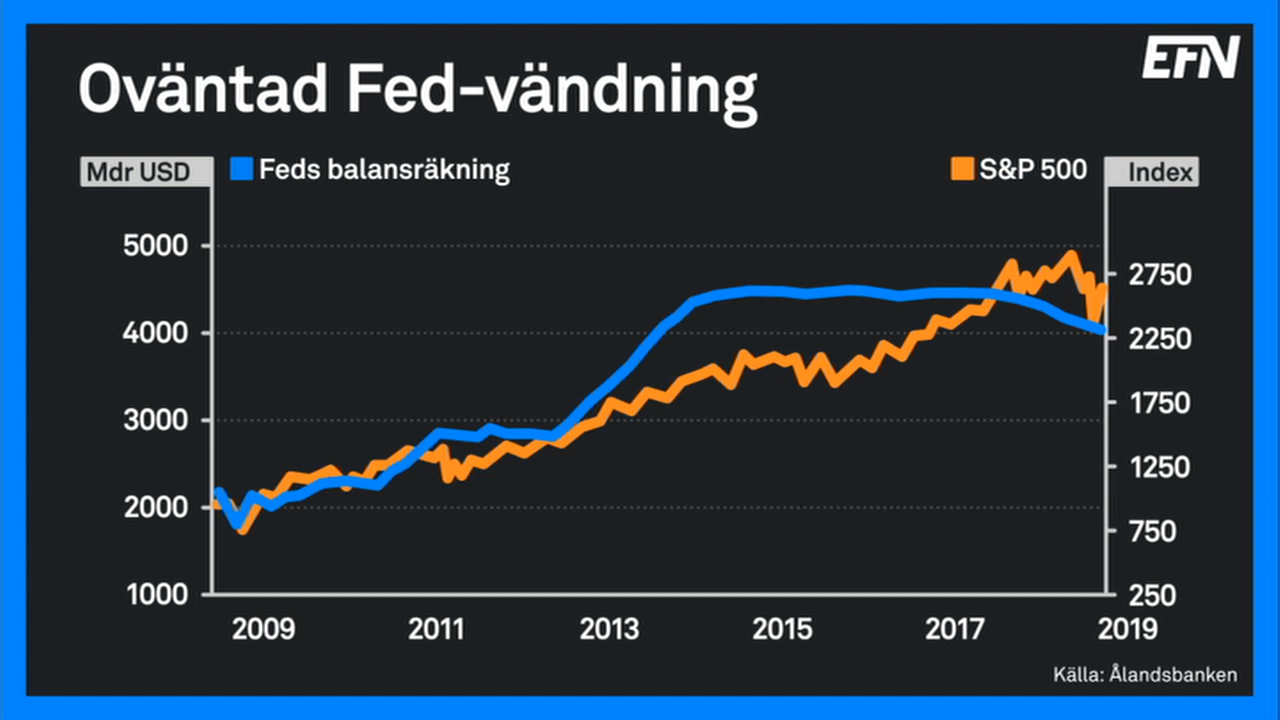 EFN
Oväntad Fed-vändning
Mdr USD
Feds balansräkning
S&P 500
Index
5000
4000
3000
2000
1000
2750
2250
1750
1250
750
250
2009 2011 2013 2015 2017 2019
Källa: Ålandsbanken